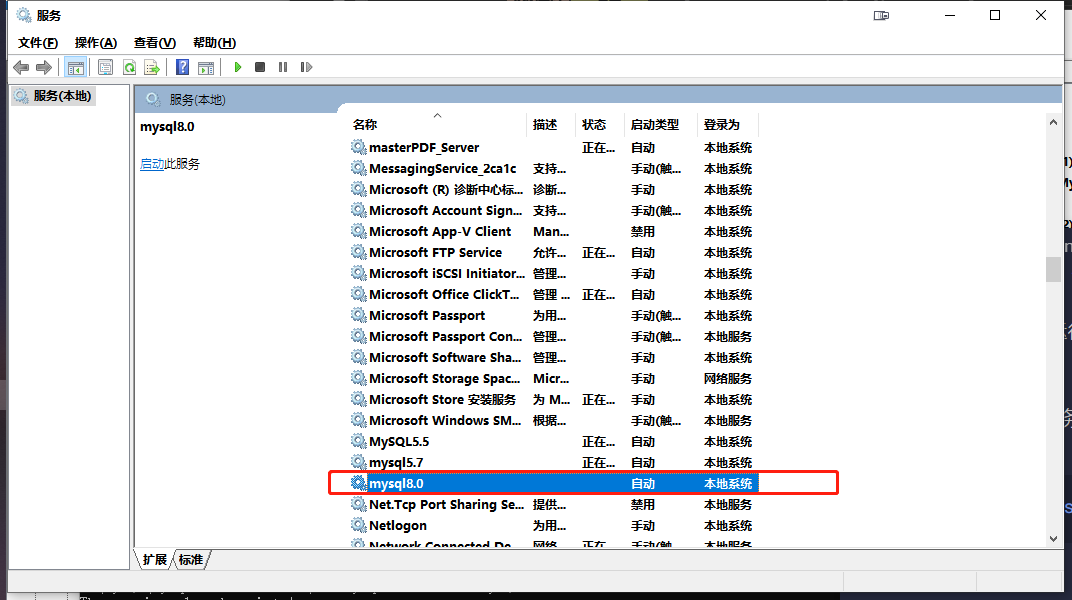 服务
文件(F) 操作(A) 查看(V) 帮助(H)
服务(本地)
服务(本地)
mysql8.0
启动此服务
名称 描述 状态 启动类型 登录为
masterPDF_Server 正在... 自动 本地系统
MessagingService_2ca1c 支持... 手动(触... 本地系统
Microsoft (R) 诊断中心标... 诊断... 手动 本地系统
Microsoft Account Sign... 支持... 手动(触... 本地系统
Microsoft App-V Client Man... 禁用 本地系统
Microsoft FTP Service 允许... 正在... 自动 本地系统
Microsoft iSCSI Initiator... 管理... 手动 本地系统
Microsoft Office ClickT... 管理 ... 正在... 自动 本地系统
Microsoft Passport 为用... 手动(触... 本地系统
Microsoft Passport Con... 管理... 手动(触... 本地服务
Microsoft Software Sha... 管理... 手动 本地系统
Microsoft Storage Spac... Micr... 手动 网络服务
Microsoft Store 安装服务 为 M... 正在... 手动 本地系统
Microsoft Windows SM... 根据... 手动(触... 本地服务
MySQL5.5 正在... 自动 本地系统
mysql5.7 正在... 自动 本地系统
mysql8.0 自动 本地系统
Net.Tcp Port Sharing Se... 提供... 禁用 本地服务
Netlogon 为用... 手动 本地系统
Network Connected De... 网络... 正在... 手动(触... 本地服务
扩展 标准